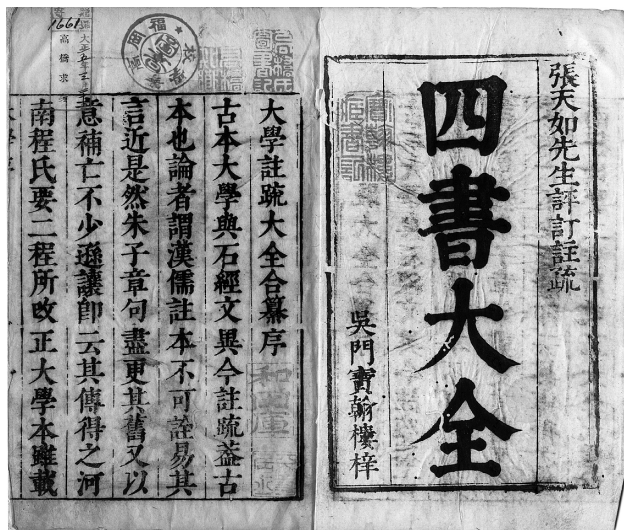 張天如先生評訂註疏
四書大全
吳門寶翰樓梓
大學註疏大全合纂序
古本大學與石經文異今註疏葢古
本也論者謂漢儒註本不可詮易其
言近是然朱子章句盡更其舊又以
意補亡不少遜讓卽云其傳得之河
南程氏要二程所攺正大學本雖載
1661
高橋求